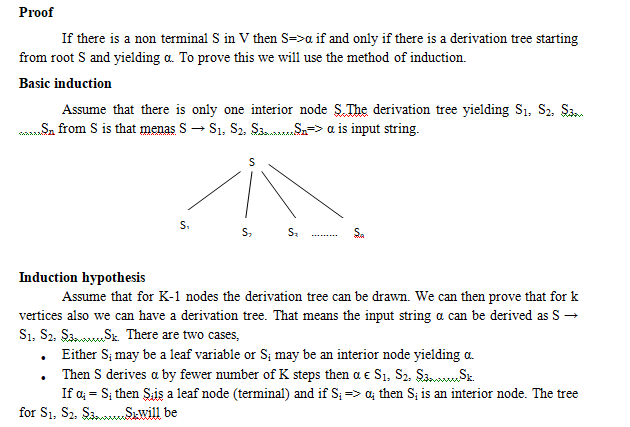 Proof
If there is a non terminal S in V then S=>α if and only if there is a derivation tree starting
from root S and yielding α. To prove this we will use the method of induction.
Basic induction
Assume that there is only one interior node S.The derivation tree yielding S₁, S₂, S₃,..
........Sₙ from S is that menas S → S₁, S₂, S₃..........Sₙ=> α is input string.
S
S₁
S₂ S₃ .......... Sₙ
Induction hypothesis
Assume that for K-1 nodes the derivation tree can be drawn. We can then prove that for k
vertices also we can have a derivation tree. That means the input string α can be derived as S →
S₁, S₂, S₃..........Sₖ. There are two cases,
• Either Sᵢ may be a leaf variable or Sᵢ may be an interior node yielding α.
• Then S derives α by fewer number of K steps then α ε S₁, S₂, S₃..........Sₖ.
If αᵢ = Sᵢ then Sᵢis a leaf node (terminal) and if Sᵢ => αᵢ then Sᵢ is an interior node. The tree
for S₁, S₂, S₃..........Sₖwill be